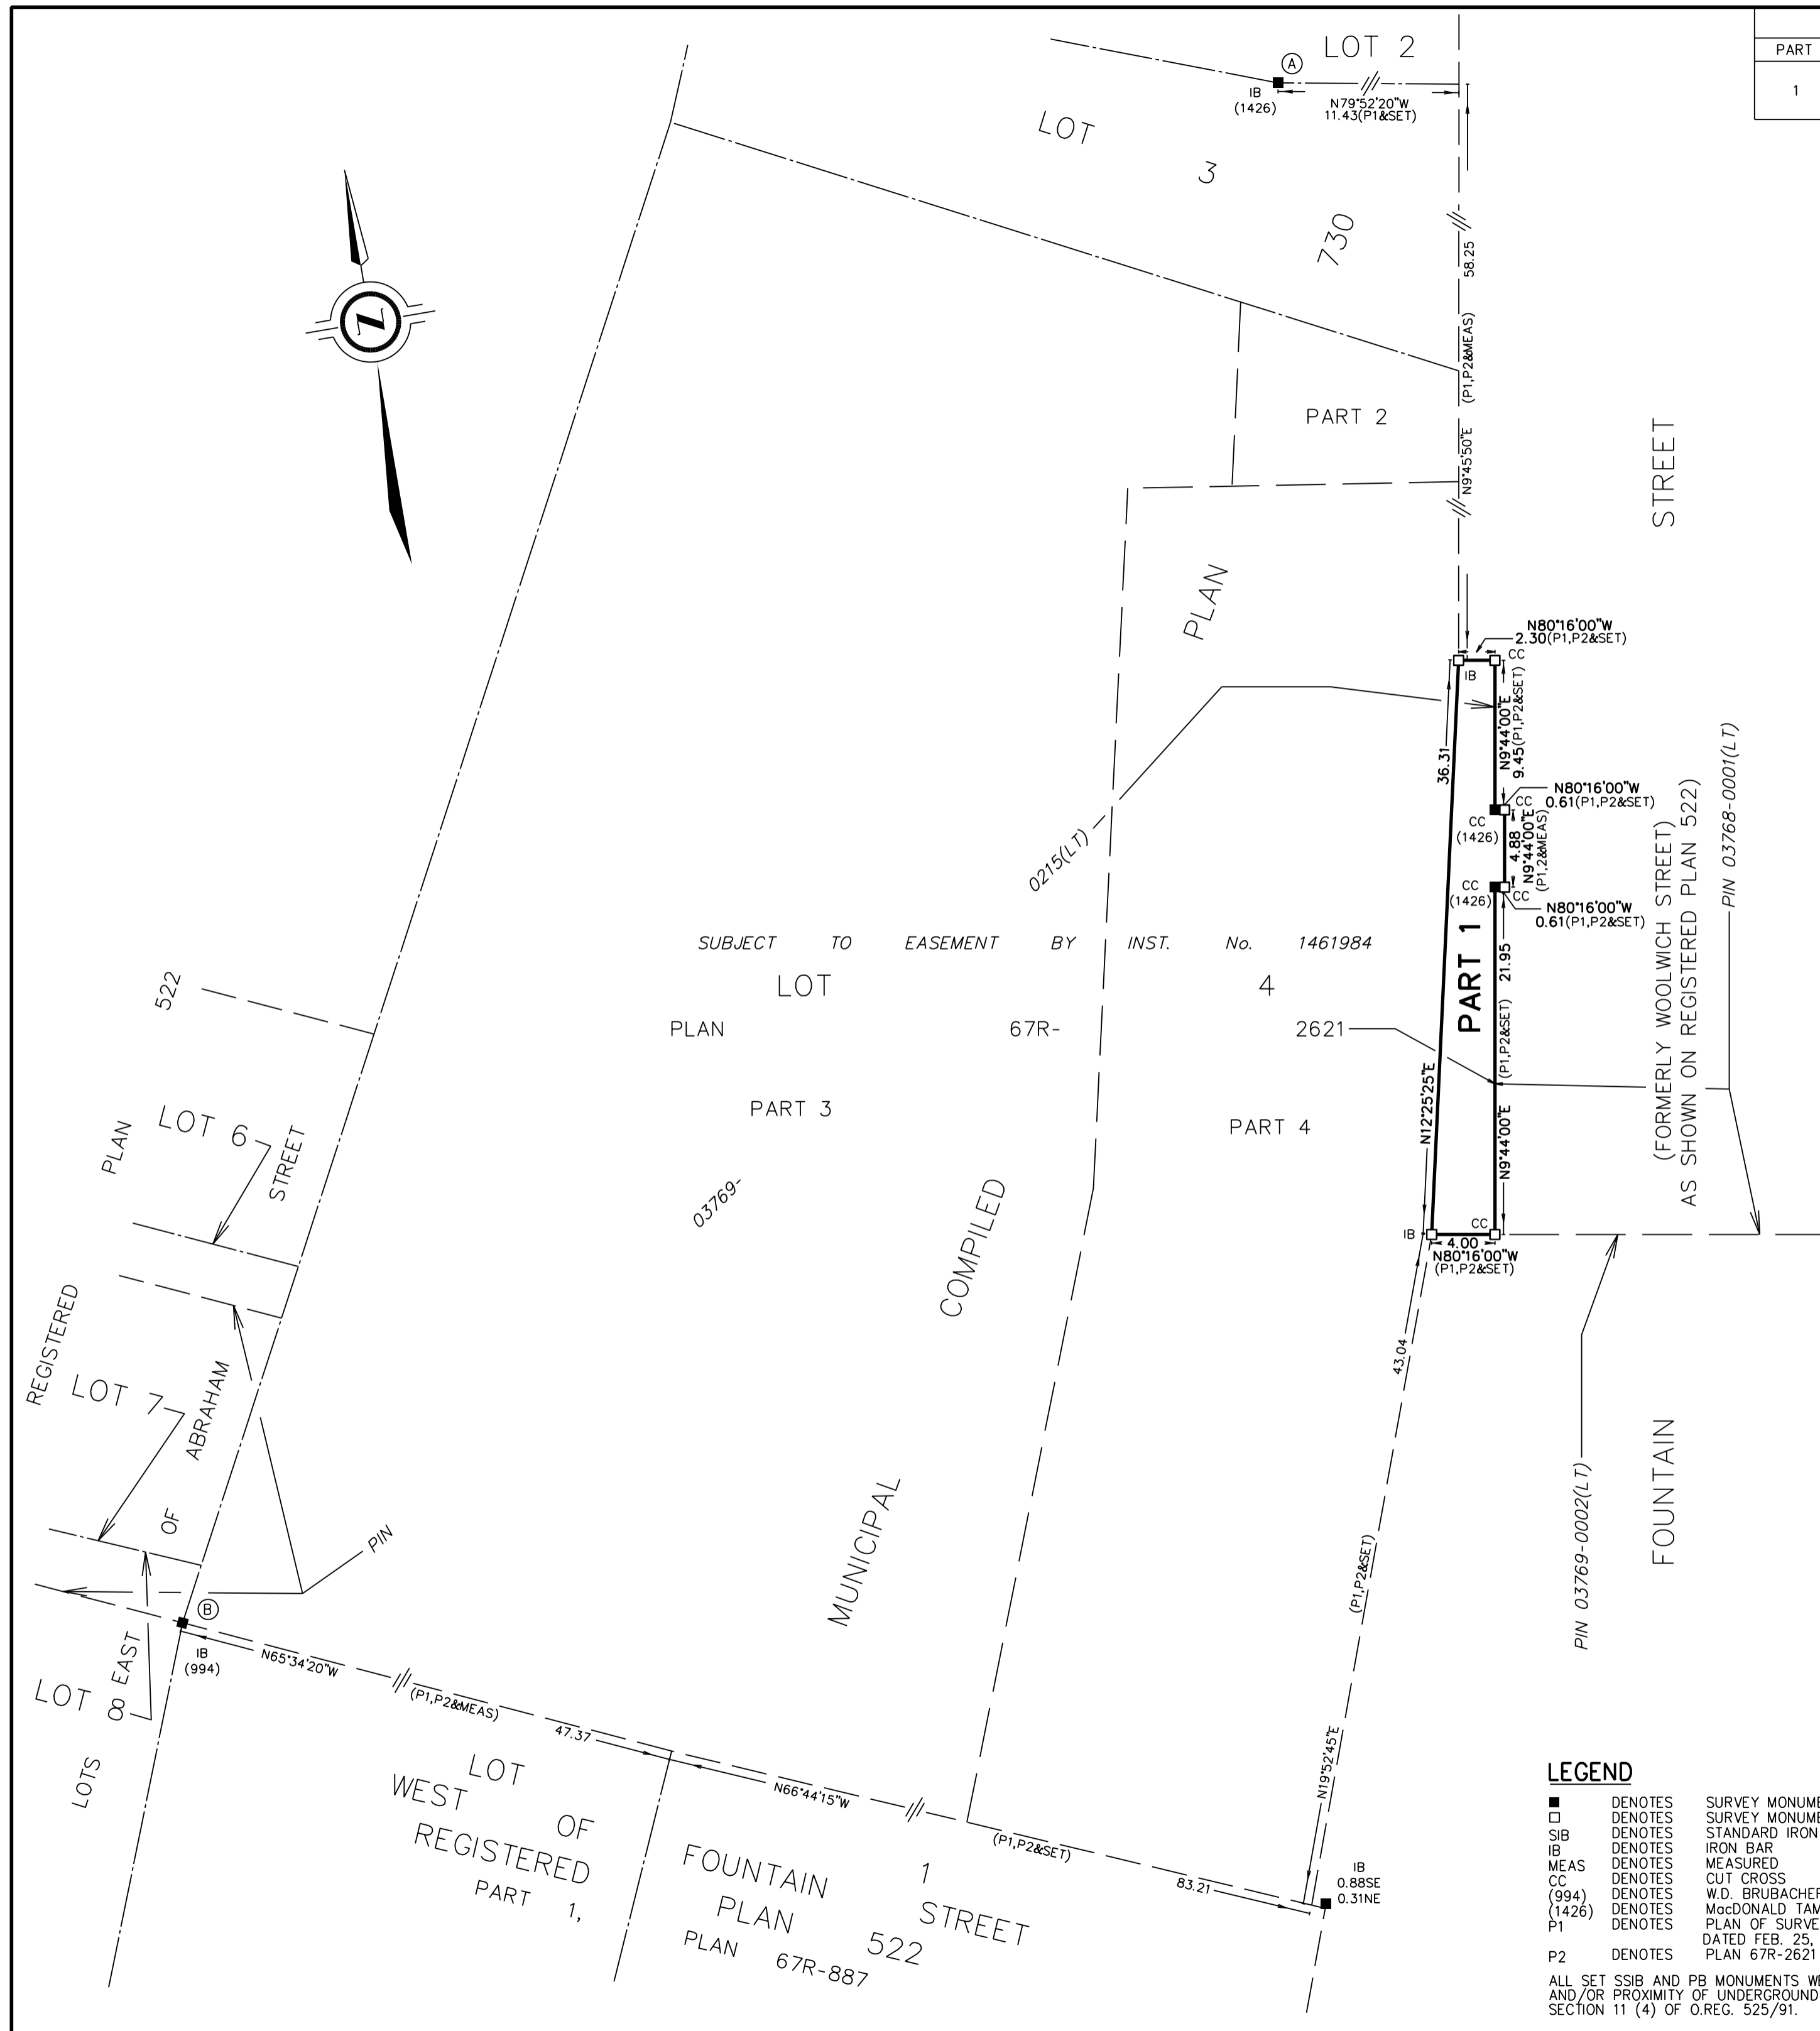 LOT 2
PART
1
A
IB
(1426)
N79°52'20"W
11.43(P1&SET)
LOT
3
730
58.25
(P1,P2&MEAS)
N9°45'50"E
N
PART 2
STREET
PLAN
N80°16'00"W
2.30(P1,P2&SET)
CC
IB
N9°44'00"E
9.45(P1,P2&SET)
36.31
N80°16'00"W
0.61(P1,P2&SET)
CC
CC
(1426)
4.88
N9°44'00"E
(P1,2&MEAS)
CC
(1426)
CC
N80°16'00"W
0.61(P1,P2&SET)
0215(LT)
PIN 03768-0001(LT)
(FORMERLY WOOLWICH STREET)
AS SHOWN ON REGISTERED PLAN 522)
SUBJECT TO EASEMENT BY INST. No. 1461984
LOT 4
PLAN 67R- 2621
PART 1
21.95
(P1,P2&SET)
N9°44'00"E
N12°25'25"E
522
PART 3
PART 4
PLAN
LOT 6
STREET
03769-
COMPILED
IB
CC
4.00
N80°16'00"W
(P1,P2&SET)
REGISTERED
LOT 7
ABRAHAM
OF
43.04
(P1,P2&SET)
N19°52'45"E
PIN 03769-0002(LT)
FOUNTAIN
MUNICIPAL
PIN
B
IB
(994)
N65°34'20"W
(P1,P2&MEAS)
47.37
LOT 8
EAST
LOTS
N66°44'15"W
(P1,P2&SET)
83.21
IB
0.88SE
0.31NE
LOT 1
WEST OF FOUNTAIN STREET
REGISTERED PLAN 522
PART 1, PLAN 67R-887
LEGEND
■ DENOTES SURVEY MONUME
□ DENOTES SURVEY MONUME
SIB DENOTES STANDARD IRON
IB DENOTES IRON BAR
MEAS DENOTES MEASURED
CC DENOTES CUT CROSS
(994) DENOTES W.D. BRUBACHER
(1426) DENOTES MacDONALD TAM
P1 DENOTES PLAN OF SURVE
DATED FEB. 25,
P2 DENOTES PLAN 67R-2621
ALL SET SSIB AND PB MONUMENTS WE
AND/OR PROXIMITY OF UNDERGROUND
SECTION 11 (4) OF O.REG. 525/91.